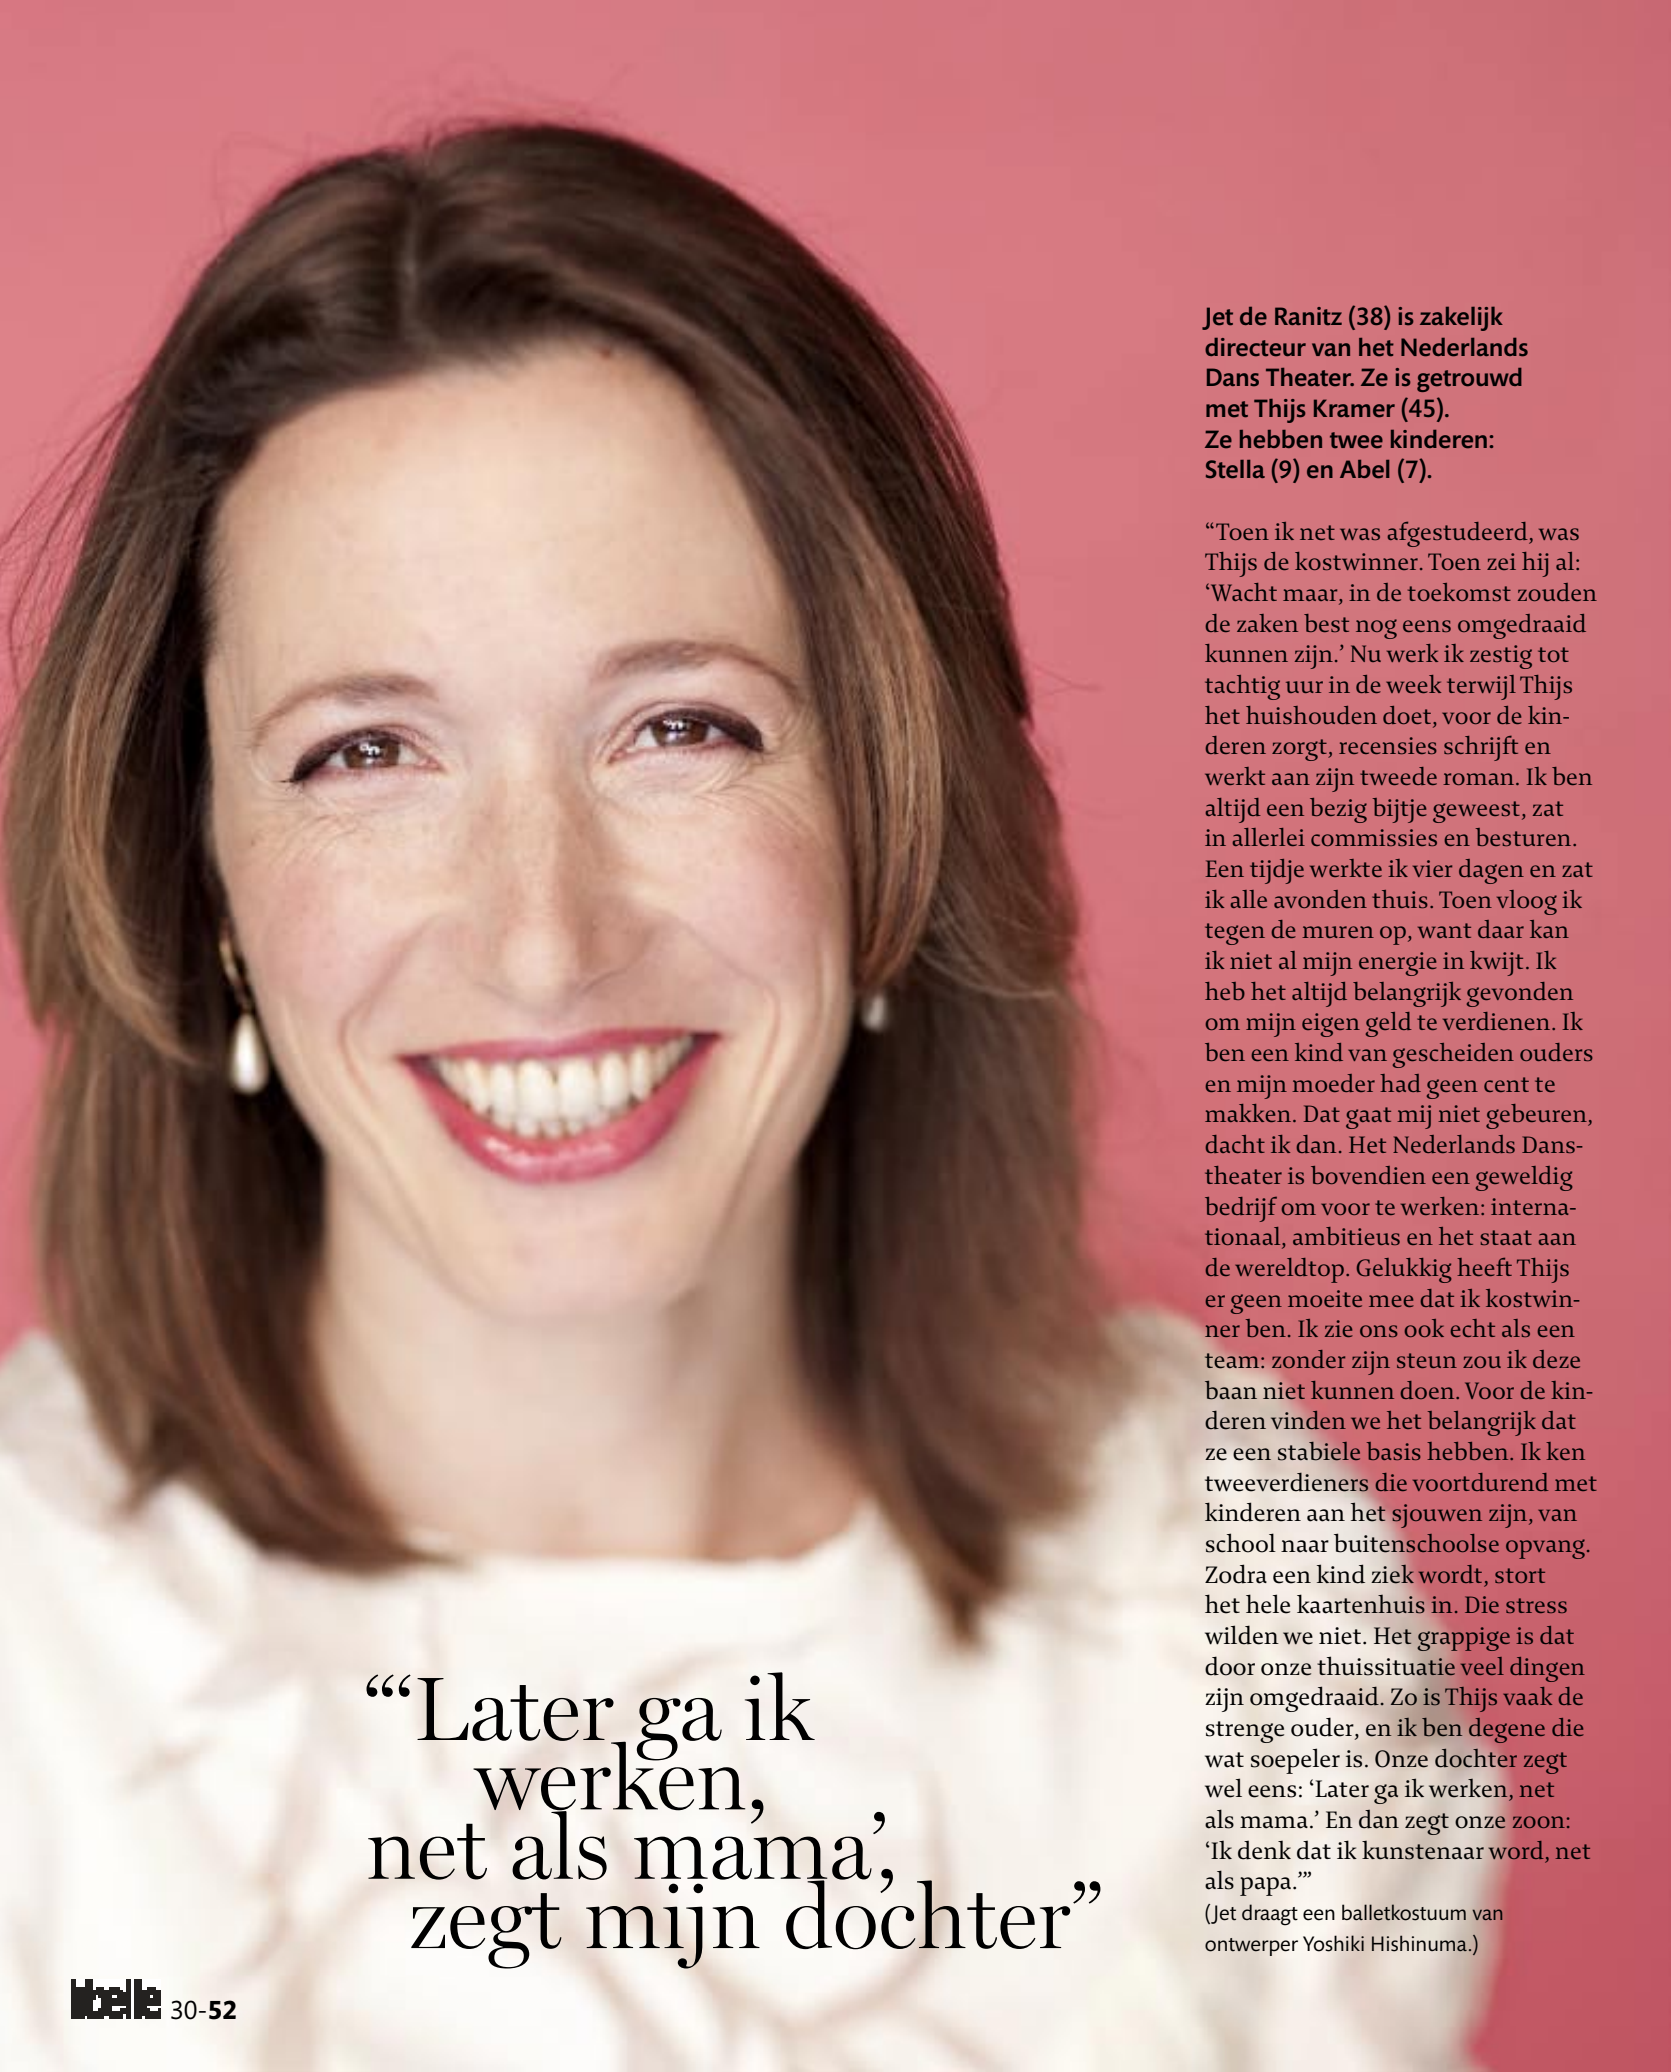 Jet de Ranitz (38) is zakelijk
directeur van het Nederlands
Dans Theater. Ze is getrouwd
met Thijs Kramer (45).
Ze hebben twee kinderen:
Stella (9) en Abel (7).
“Toen ik net was afgestudeerd, was
Thijs de kostwinner. Toen zei hij al:
‘Wacht maar, in de toekomst zouden
de zaken best nog eens omgedraaid
kunnen zijn.’ Nu werk ik zestig tot
tachtig uur in de week terwijl Thijs
het huishouden doet, voor de kin-
deren zorgt, recensies schrijft en
werkt aan zijn tweede roman. Ik ben
altijd een bezig bijtje geweest, zat
in allerlei commissies en besturen.
Een tijdje werkte ik vier dagen en zat
ik alle avonden thuis. Toen vloog ik
tegen de muren op, want daar kan
ik niet al mijn energie in kwijt. Ik
heb het altijd belangrijk gevonden
om mijn eigen geld te verdienen. Ik
ben een kind van gescheiden ouders
en mijn moeder had geen cent te
makken. Dat gaat mij niet gebeuren,
dacht ik dan. Het Nederlands Dans-
theater is bovendien een geweldig
bedrijf om voor te werken: interna-
tionaal, ambitieus en het staat aan
de wereldtop. Gelukkig heeft Thijs
er geen moeite mee dat ik kostwin-
ner ben. Ik zie ons ook echt als een
team: zonder zijn steun zou ik deze
baan niet kunnen doen. Voor de kin-
deren vinden we het belangrijk dat
ze een stabiele basis hebben. Ik ken
tweeverdieners die voortdurend met
kinderen aan het sjouwen zijn, van
school naar buitenschoolse opvang.
Zodra een kind ziek wordt, stort
het hele kaartenhuis in. Die stress
wilden we niet. Het grappige is dat
door onze thuissituatie veel dingen
zijn omgedraaid. Zo is Thijs vaak de
strenge ouder, en ik ben degene die
wat soepeler is. Onze dochter zegt
wel eens: ‘Later ga ik werken, net
als mama.’ En dan zegt onze zoon:
‘Ik denk dat ik kunstenaar word, net
als papa.’”
(Jet draagt een balletkostuum van
ontwerper Yoshiki Hishinuma.)
“‘Later ga ik
werken,
net als mama’,
zegt mijn dochter”
libelle 30-52